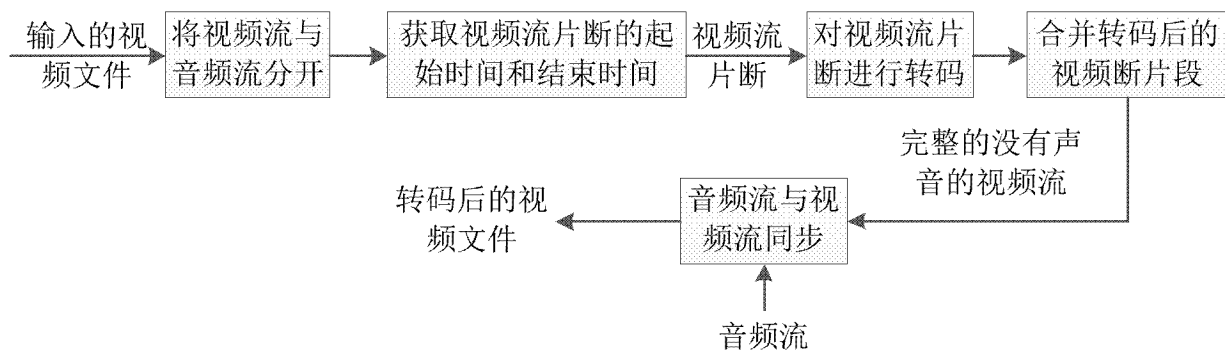 输入的视
频文件
将视频流与
音频流分开
获取视频流片断的起
始时间和结束时间
视频流
片断
对视频流片
断进行转码
合并转码后的
视频断片段
完整的没有声
音的视频流
音频流与视
频流同步
转码后的视
频文件
音频流